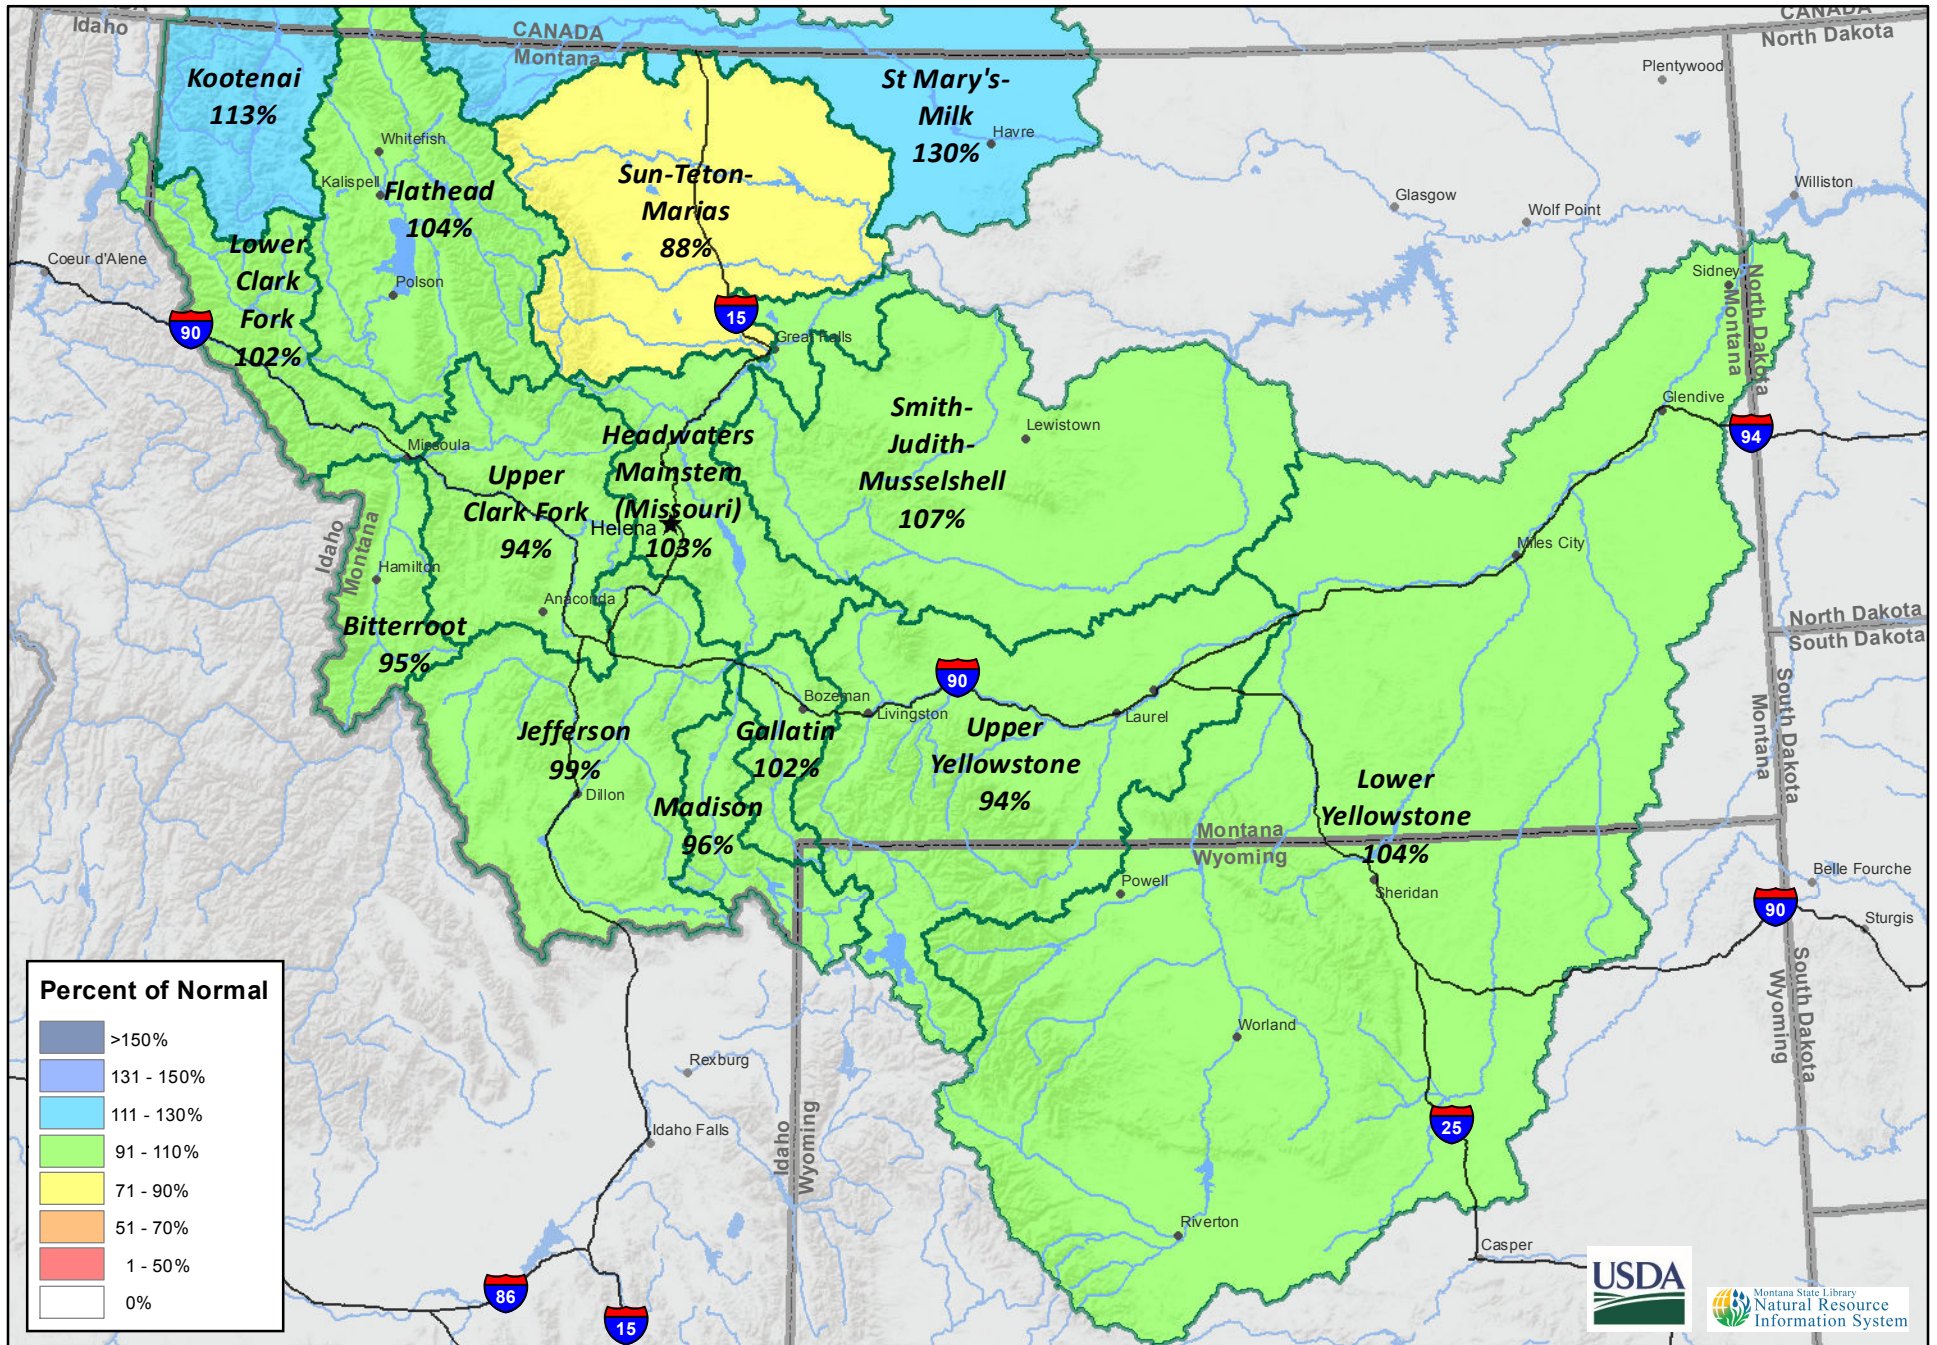 Idaho
CANADA
Montana
CANADA
North Dakota
Kootenai
113%
St Mary's-
Milk
130%
Plentywood
Whitefish
Havre
Kalispell
Flathead
104%
Sun-Teton-
Marias
88%
Glasgow
Wolf Point
Williston
Lower
Clark
Fork
102%
Coeur d'Alene
Polson
Sidney
North Dakota
Montana
90
15
Great Falls
Glendive
94
Smith-
Judith-
Musselshell
107%
Lewistown
Headwaters
Mainstem
(Missouri)
103%
Missoula
Upper
Clark Fork
94%
Helena
Idaho
Montana
Hamilton
Miles City
Anaconda
Bitterroot
95%
North Dakota
South Dakota
90
Bozeman
Livingston
Laurel
South Dakota
Montana
Jefferson
99%
Dillon
Gallatin
102%
Upper
Yellowstone
94%
Madison
96%
Lower
Yellowstone
104%
Montana
Wyoming
Powell
Sheridan
Belle Fourche
90
Sturgis
South Dakota
Wyoming
Worland
Rexburg
Idaho Falls
Idaho
Wyoming
25
Riverton
Casper
86
15
Percent of Normal
>150%
131 - 150%
111 - 130%
91 - 110%
71 - 90%
51 - 70%
1 - 50%
0%
USDA
Montana State Library
Natural Resource
Information System